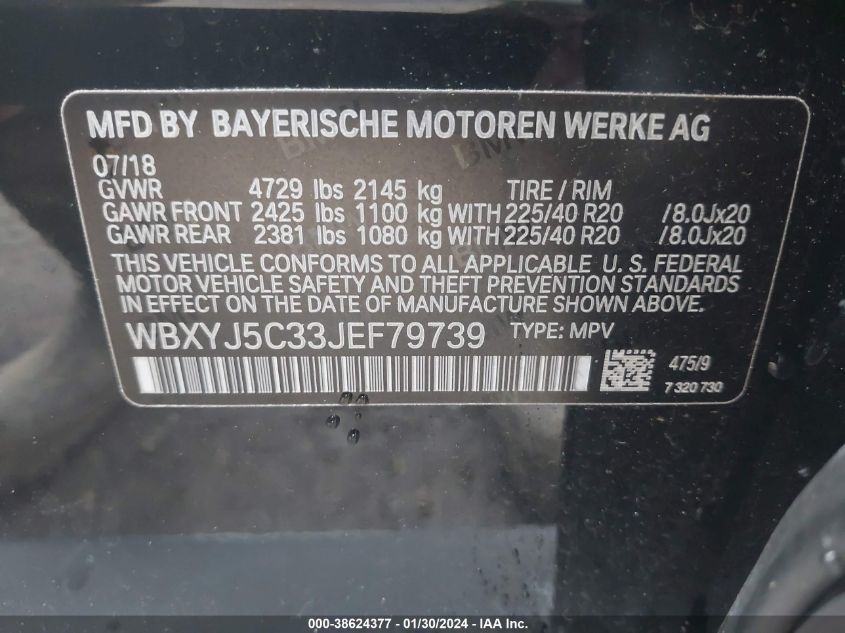 MFD BY BAYERISCHE MOTOREN WERKE AG
07/18
GVWR 4729 lbs 2145 kg TIRE / RIM
GAWR FRONT 2425 lbs 1100 kg WITH 225/40 R20 /8.0Jx20
GAWR REAR 2381 lbs 1080 kg WITH 225/40 R20 /8.0Jx20
THIS VEHICLE CONFORMS TO ALL APPLICABLE U. S. FEDERAL
MOTOR VEHICLE SAFETY AND THEFT PREVENTION STANDARDS
IN EFFECT ON THE DATE OF MANUFACTURE SHOWN ABOVE.
WBXYJ5C33JEF79739 TYPE: MPV
475/9
7 320 730
000-38624377 - 01/30/2024 - IAA Inc.